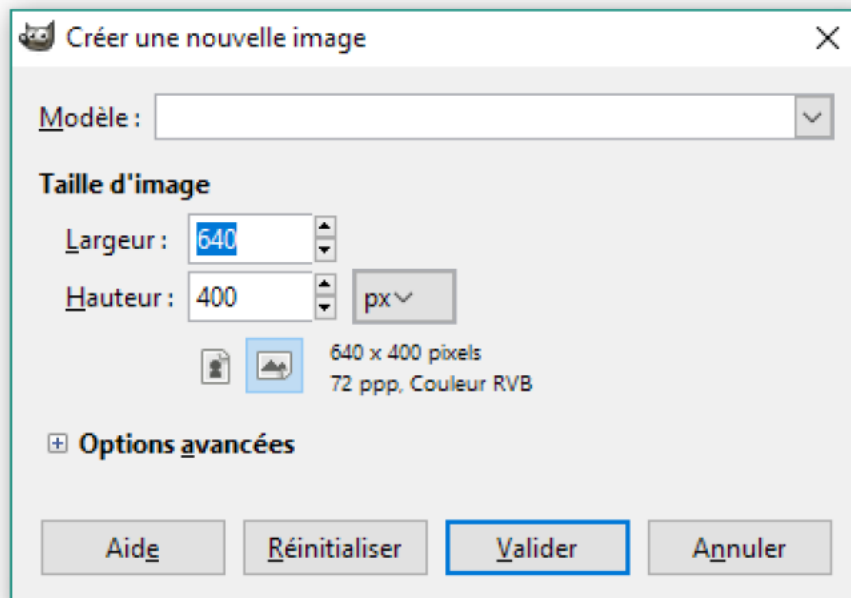 Créer une nouvelle image
Modèle :
Taille d'image
Largeur : 640
Hauteur : 400 px
640 x 400 pixels
72 ppp, Couleur RVB
Options avancées
Aide Réinitialiser Valider Annuler